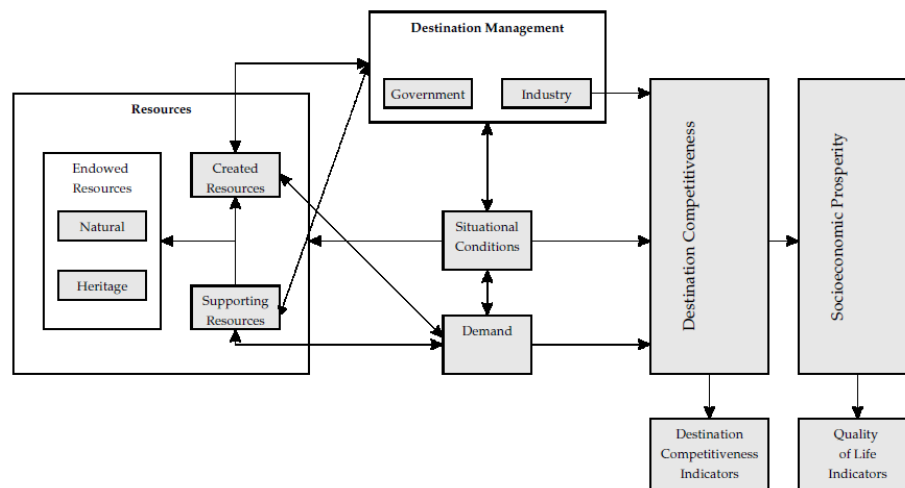 Destination Management
Government
Industry
Resources
Endowed
Resources
Natural
Heritage
Created
Resources
Supporting
Resources
Situational
Conditions
Demand
Destination Competitiveness
Socioeconomic Prosperity
Destination
Competitiveness
Indicators
Quality
of Life
Indicators